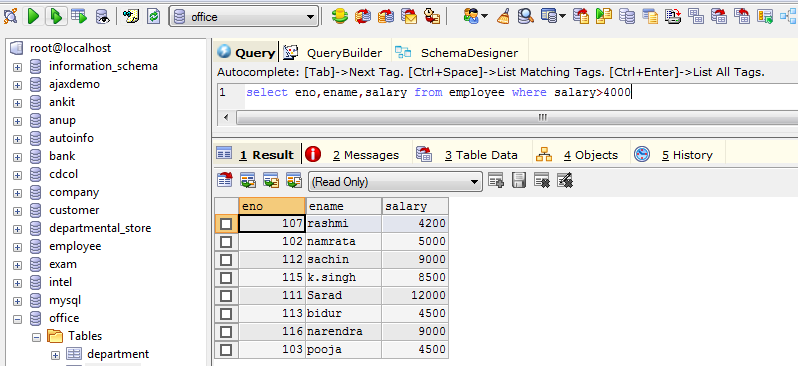 office
root@localhost
information_schema
ajaxdemo
ankit
anup
autoinfo
bank
cdcol
company
customer
departmental_store
employee
exam
intel
mysql
office
Tables
department
Query QueryBuilder SchemaDesigner
Autocomplete: [Tab]->Next Tag. [Ctrl+Space]->List Matching Tags. [Ctrl+Enter]->List All Tags.
1 select eno,ename,salary from employee where salary>4000
1 Result 2 Messages 3 Table Data 4 Objects 5 History
(Read Only)
eno ename salary
107 rashmi 4200
102 namrata 5000
112 sachin 9000
115 k.singh 8500
111 Sarad 12000
113 bidur 4500
116 narendra 9000
103 pooja 4500